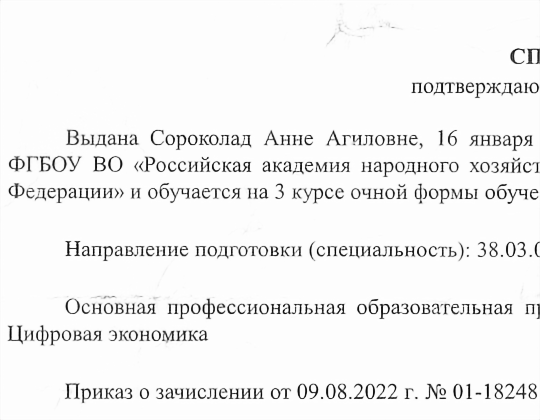 СП
подтверждаю
Выдана Сороколад Анне Агиловне, 16 января
ФГБОУ ВО «Российская академия народного хозяйст
Федерации» и обучается на 3 курсе очной формы обуче
Направление подготовки (специальность): 38.03.0
Основная профессиональная образовательная пр
Цифровая экономика
Приказ о зачислении от 09.08.2022 г. № 01-18248